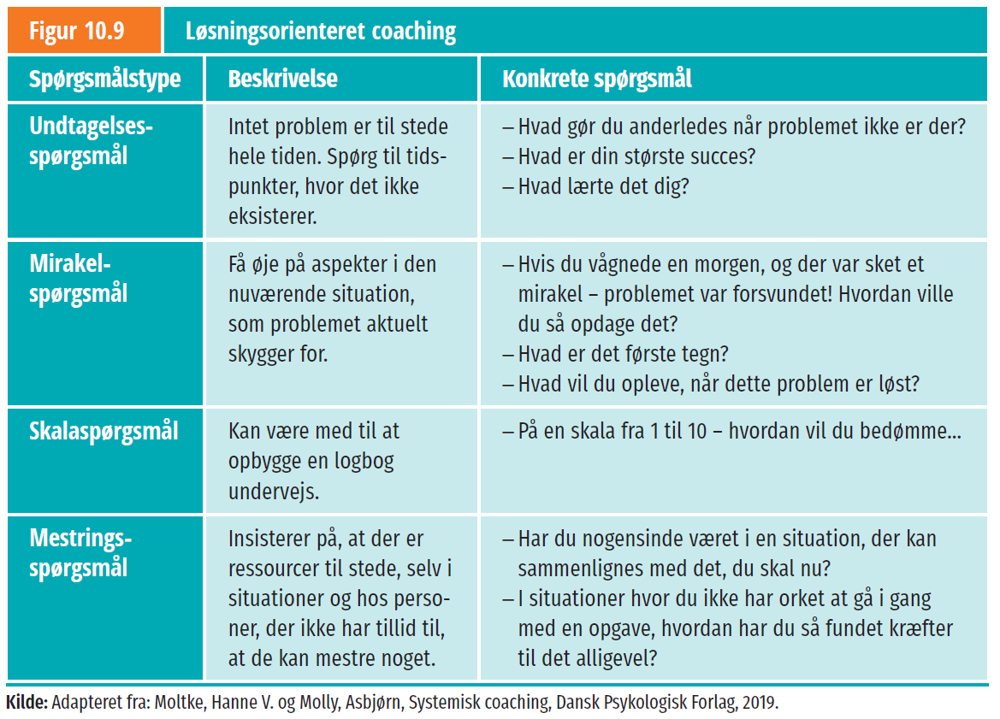 Figur 10.9
Løsningsorienteret coaching
Spørgsmålstype
Beskrivelse
Konkrete spørgsmål
Undtagelses-
spørgsmål
Intet problem er til stede
hele tiden. Spørg til tids-
punkter, hvor det ikke
eksisterer.
– Hvad gør du anderledes når problemet ikke er der?
– Hvad er din største succes?
– Hvad lærte det dig?
Mirakel-
spørgsmål
Få øje på aspekter i den
nuværende situation,
som problemet aktuelt
skygger for.
– Hvis du vågnede en morgen, og der var sket et
mirakel – problemet var forsvundet! Hvordan ville
du så opdage det?
– Hvad er det første tegn?
– Hvad vil du opleve, når dette problem er løst?
Skalaspørgsmål
Kan være med til at
opbygge en logbog
undervejs.
– På en skala fra 1 til 10 – hvordan vil du bedømme...
Mestrings-
spørgsmål
Insisterer på, at der er
ressourcer til stede, selv i
situationer og hos perso-
ner, der ikke har tillid til,
at de kan mestre noget.
– Har du nogensinde været i en situation, der kan
sammenlignes med det, du skal nu?
– I situationer hvor du ikke har orket at gå i gang
med en opgave, hvordan har du så fundet kræfter
til det alligevel?
Kilde: Adapteret fra: Moltke, Hanne V. og Molly, Asbjørn, Systemisk coaching, Dansk Psykologisk Forlag, 2019.